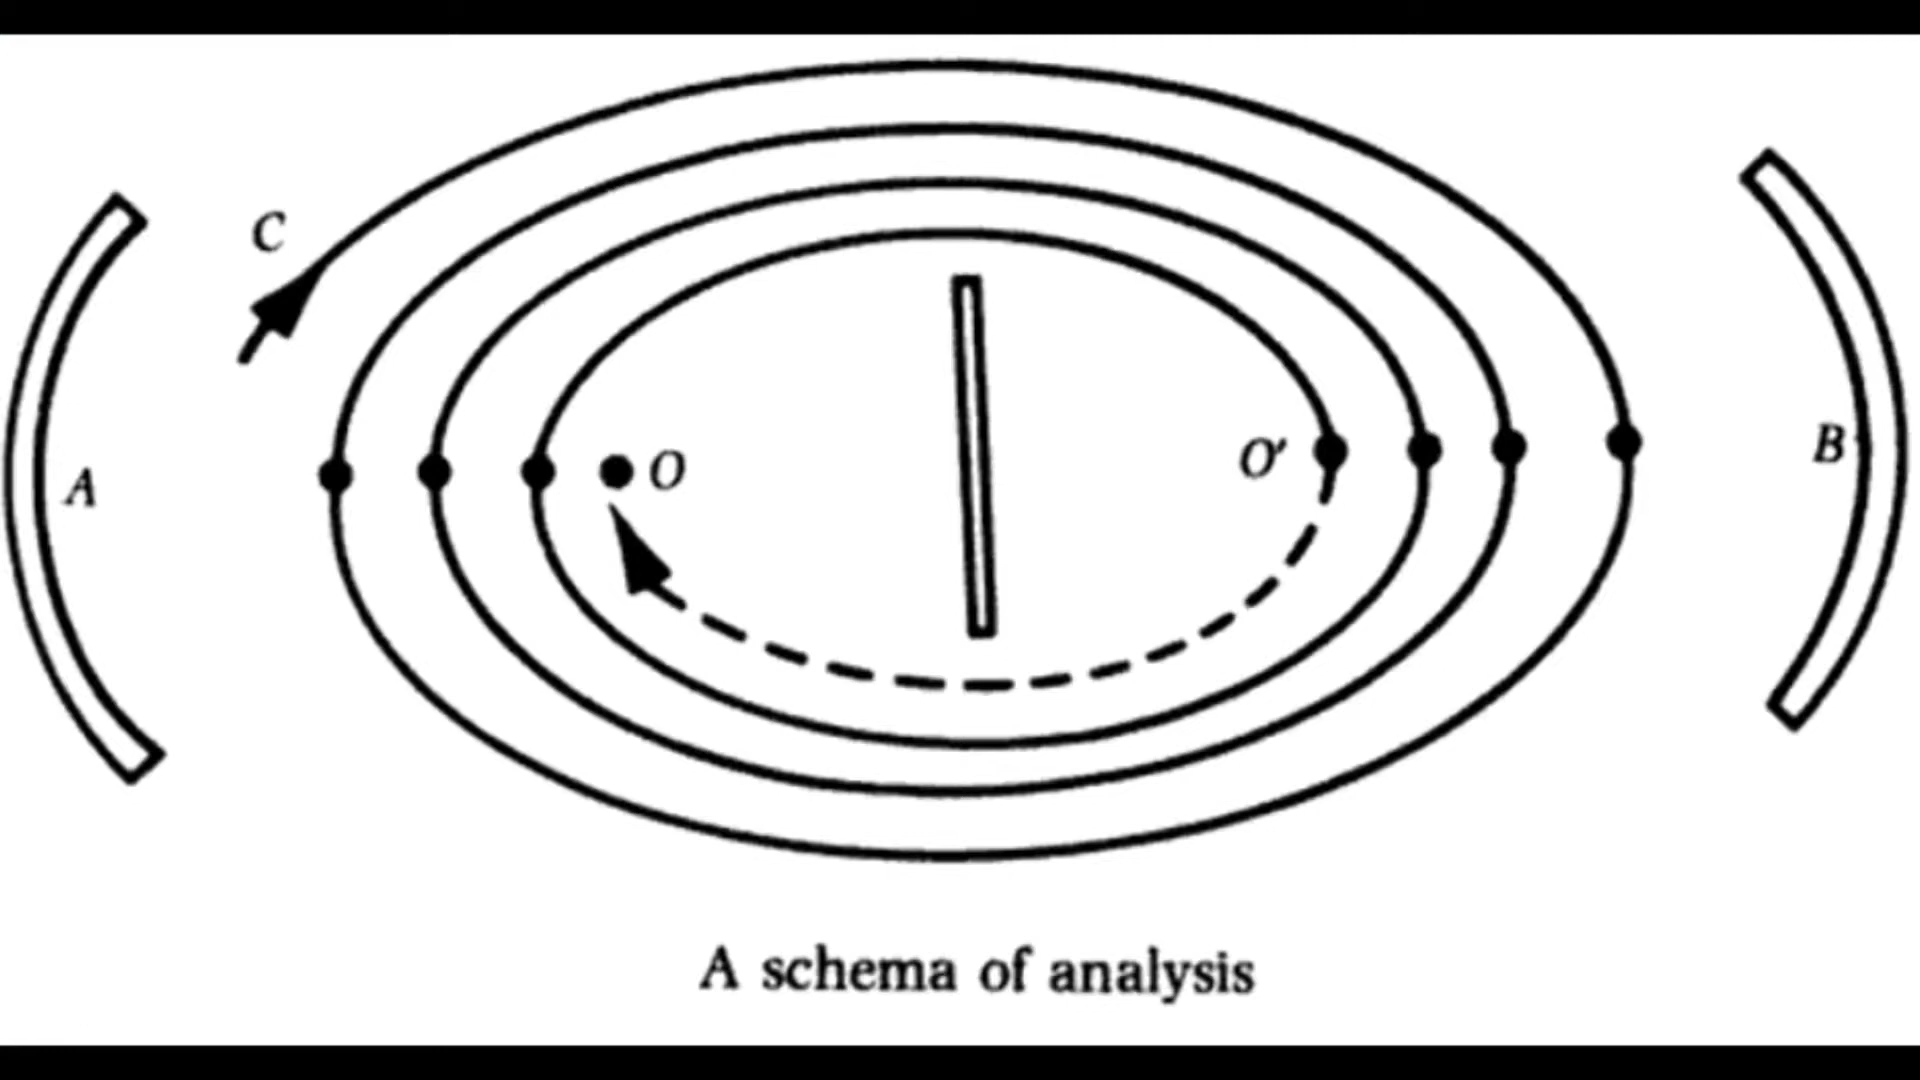 C
A
O
O′
B
A schema of analysis